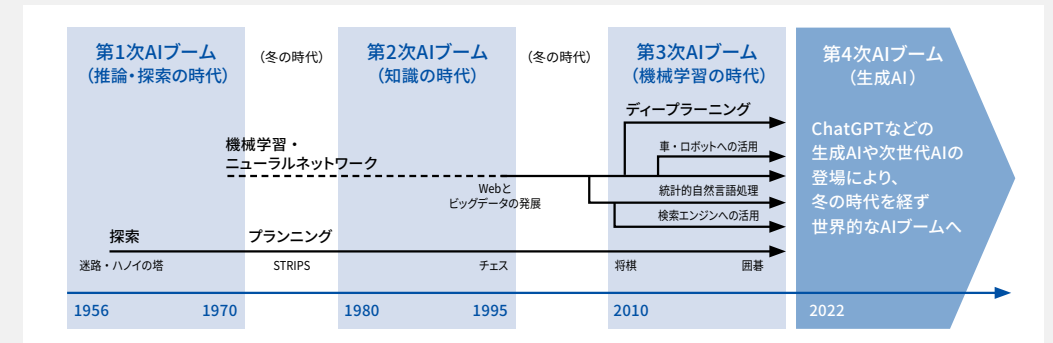 第1次AIブーム
（推論・探索の時代）
（冬の時代）
第2次AIブーム
（知識の時代）
（冬の時代）
第3次AIブーム
（機械学習の時代）
第4次AIブーム
（生成AI）
ChatGPTなどの
生成AIや次世代AIの
登場により、
冬の時代を経ず
世界的なAIブームへ
ディープラーニング
機械学習・
ニューラルネットワーク
車・ロボットへの活用
Webと
ビッグデータの発展
統計的自然言語処理
検索エンジンへの活用
探索
プランニング
迷路・ハノイの塔
STRIPS
チェス
将棋
囲碁
1956
1970
1980
1995
2010
2022